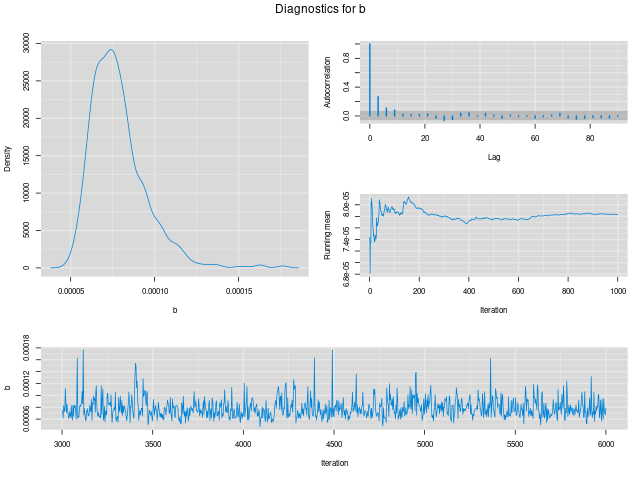 Diagnostics for b
Density
0
5000
10000
15000
20000
25000
30000
0.00005
0.00010
0.00015
b
Autocorrelation
0.0
0.4
0.8
0
20
40
60
80
Lag
Running mean
6.8e-05
7.4e-05
8.0e-05
0
200
400
600
800
1000
Iteration
b
0.00006
0.00012
0.00018
3000
3500
4000
4500
5000
5500
6000
Iteration